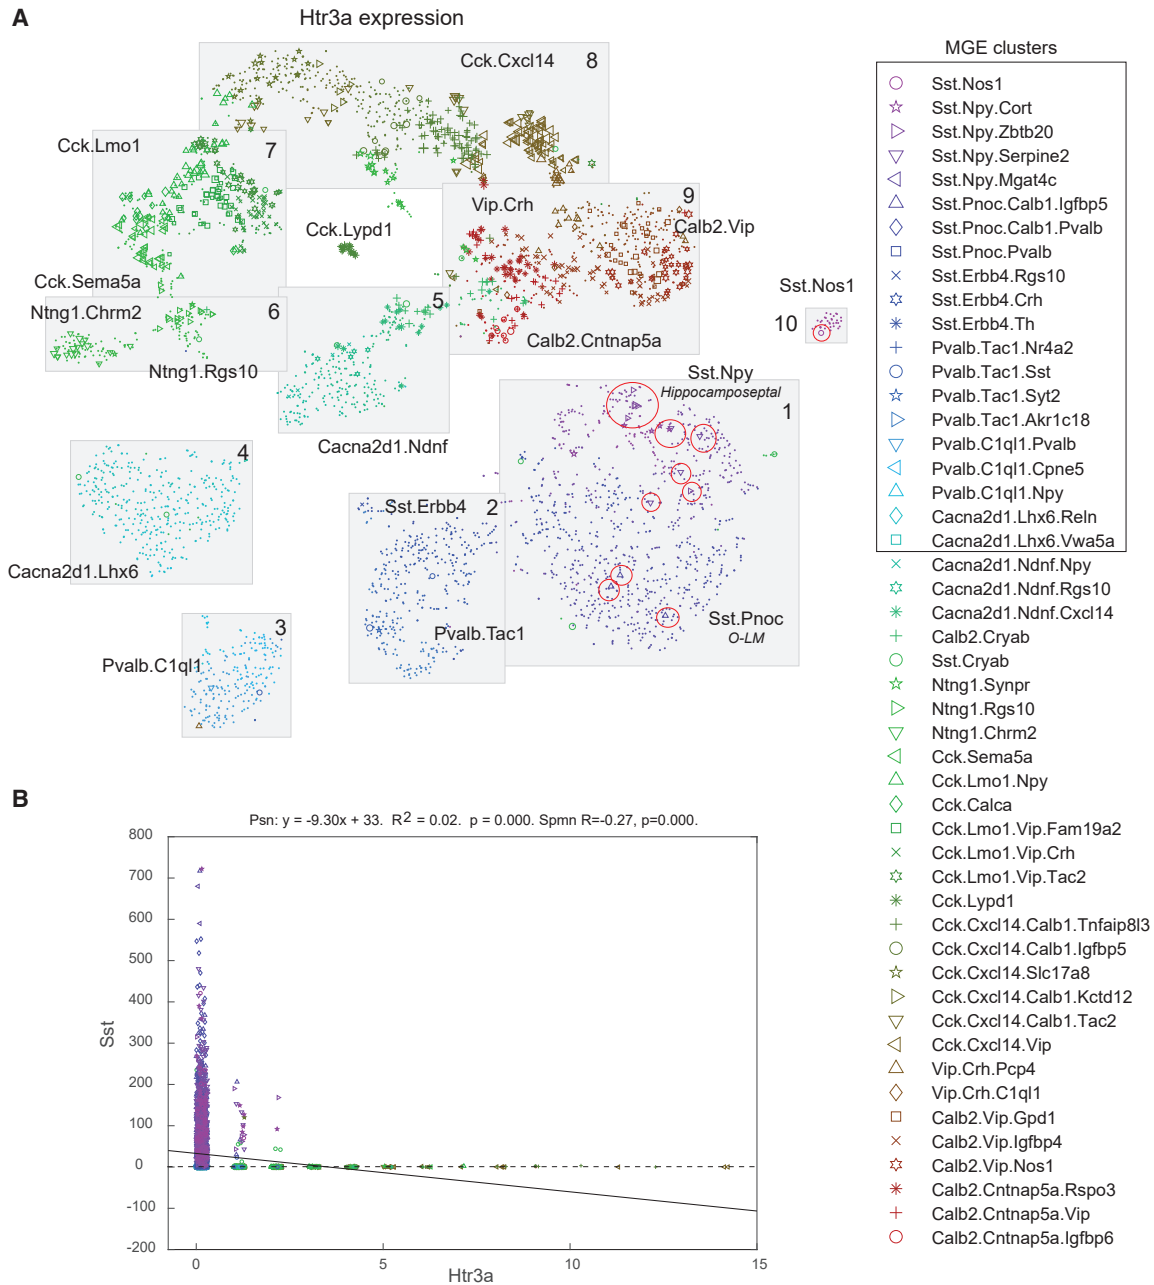 A
Htr3a expression
Cck.Cxcl14 8
Cck.Lmo1
7
Vip.Crh
9
Calb2.Vip
Cck.Lypd1
Cck.Sema5a
Sst.Nos1
Ntng1.Chrm2
6
5
10
Calb2.Cntnap5a
Ntng1.Rgs10
Sst.Npy
Hippocamposeptal
1
Cacna2d1.Ndnf
4
Sst.Erbb4
2
Cacna2d1.Lhx6
Sst.Pnoc
O-LM
3
Pvalb.Tac1
Pvalb.C1ql1
MGE clusters
Sst.Nos1
Sst.Npy.Cort
Sst.Npy.Zbtb20
Sst.Npy.Serpine2
Sst.Npy.Mgat4c
Sst.Pnoc.Calb1.Igfbp5
Sst.Pnoc.Calb1.Pvalb
Sst.Pnoc.Pvalb
Sst.Erbb4.Rgs10
Sst.Erbb4.Crh
Sst.Erbb4.Th
Pvalb.Tac1.Nr4a2
Pvalb.Tac1.Sst
Pvalb.Tac1.Syt2
Pvalb.Tac1.Akr1c18
Pvalb.C1ql1.Pvalb
Pvalb.C1ql1.Cpne5
Pvalb.C1ql1.Npy
Cacna2d1.Lhx6.Reln
Cacna2d1.Lhx6.Vwa5a
Cacna2d1.Ndnf.Npy
Cacna2d1.Ndnf.Rgs10
Cacna2d1.Ndnf.Cxcl14
Calb2.Cryab
Sst.Cryab
Ntng1.Synpr
Ntng1.Rgs10
Ntng1.Chrm2
Cck.Sema5a
Cck.Lmo1.Npy
Cck.Calca
Cck.Lmo1.Vip.Fam19a2
Cck.Lmo1.Vip.Crh
Cck.Lmo1.Vip.Tac2
Cck.Lypd1
Cck.Cxcl14.Calb1.Tnfaip8l3
Cck.Cxcl14.Calb1.Igfbp5
Cck.Cxcl14.Slc17a8
Cck.Cxcl14.Calb1.Kctd12
Cck.Cxcl14.Calb1.Tac2
Cck.Cxcl14.Vip
Vip.Crh.Pcp4
Vip.Crh.C1ql1
Calb2.Vip.Gpd1
Calb2.Vip.Igfbp4
Calb2.Vip.Nos1
Calb2.Cntnap5a.Rspo3
Calb2.Cntnap5a.Vip
Calb2.Cntnap5a.Igfbp6
B
Psn: y = -9.30x + 33. R2 = 0.02. p = 0.000. Spmn R=-0.27, p=0.000.
800
700
600
500
400
300
200
100
0
-100
-200
Sst
0 5 10 15
Htr3a